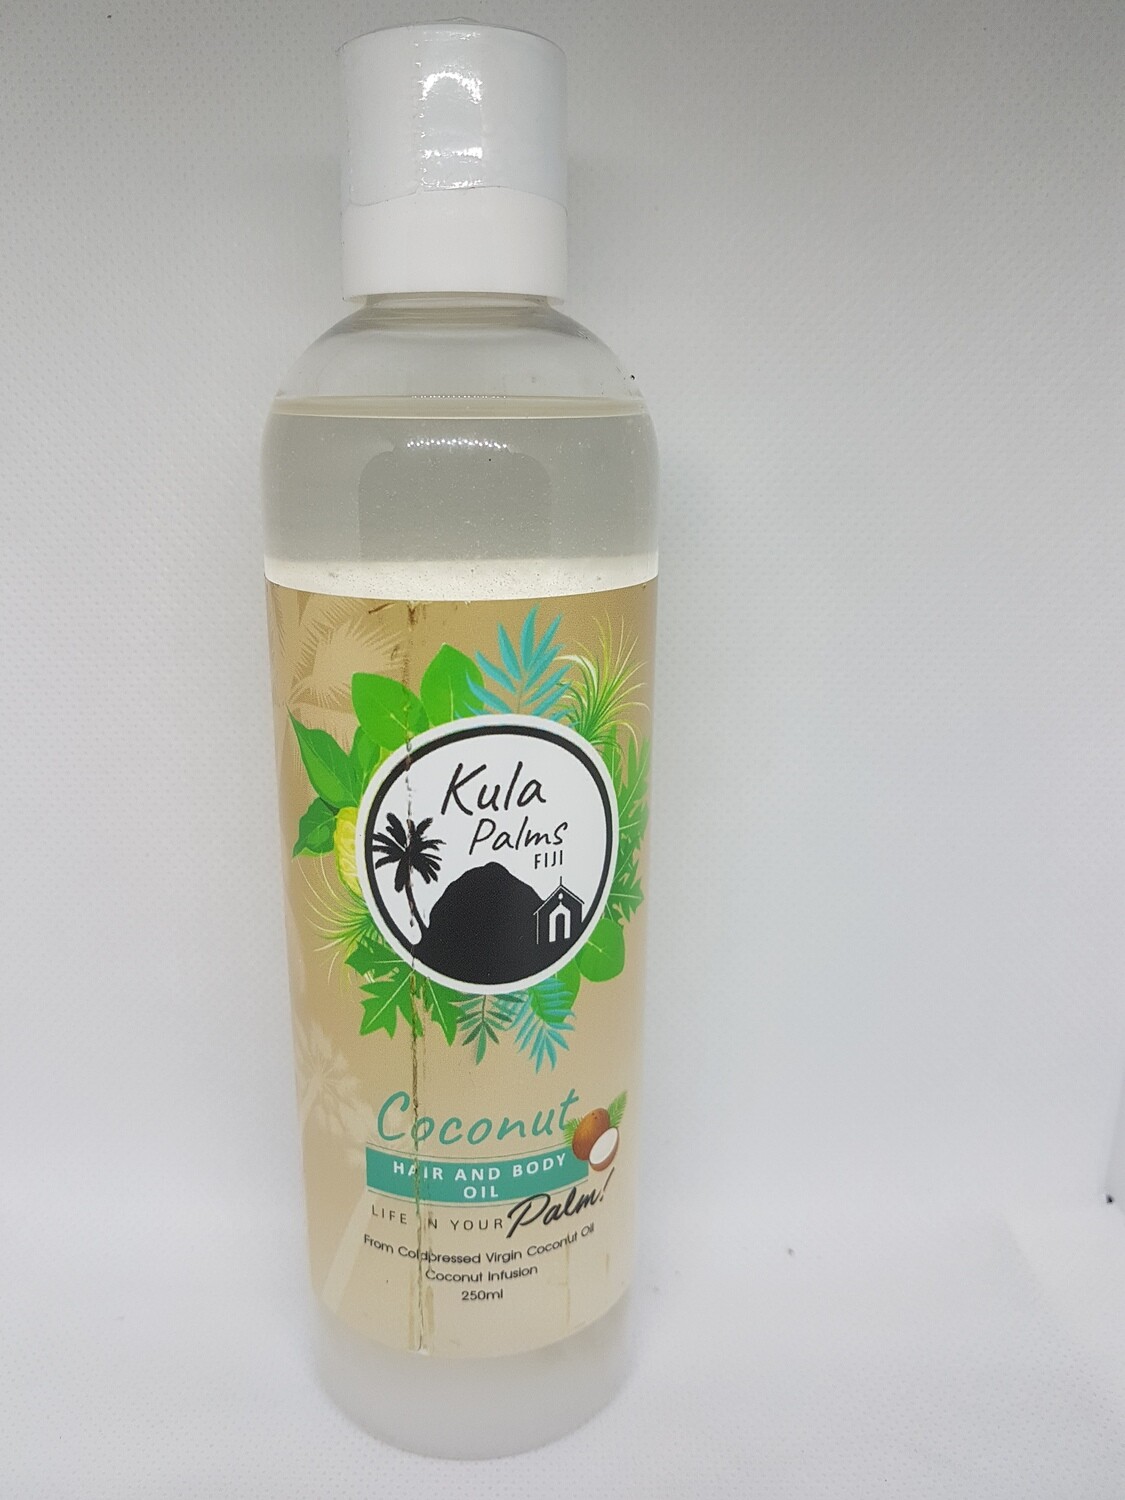 Kula
Palms
FIJI
Coconut
HAIR AND BODY
OIL
LIFE IN YOUR Palm!
From Coldpressed Virgin Coconut Oil
Coconut Infusion
250ml